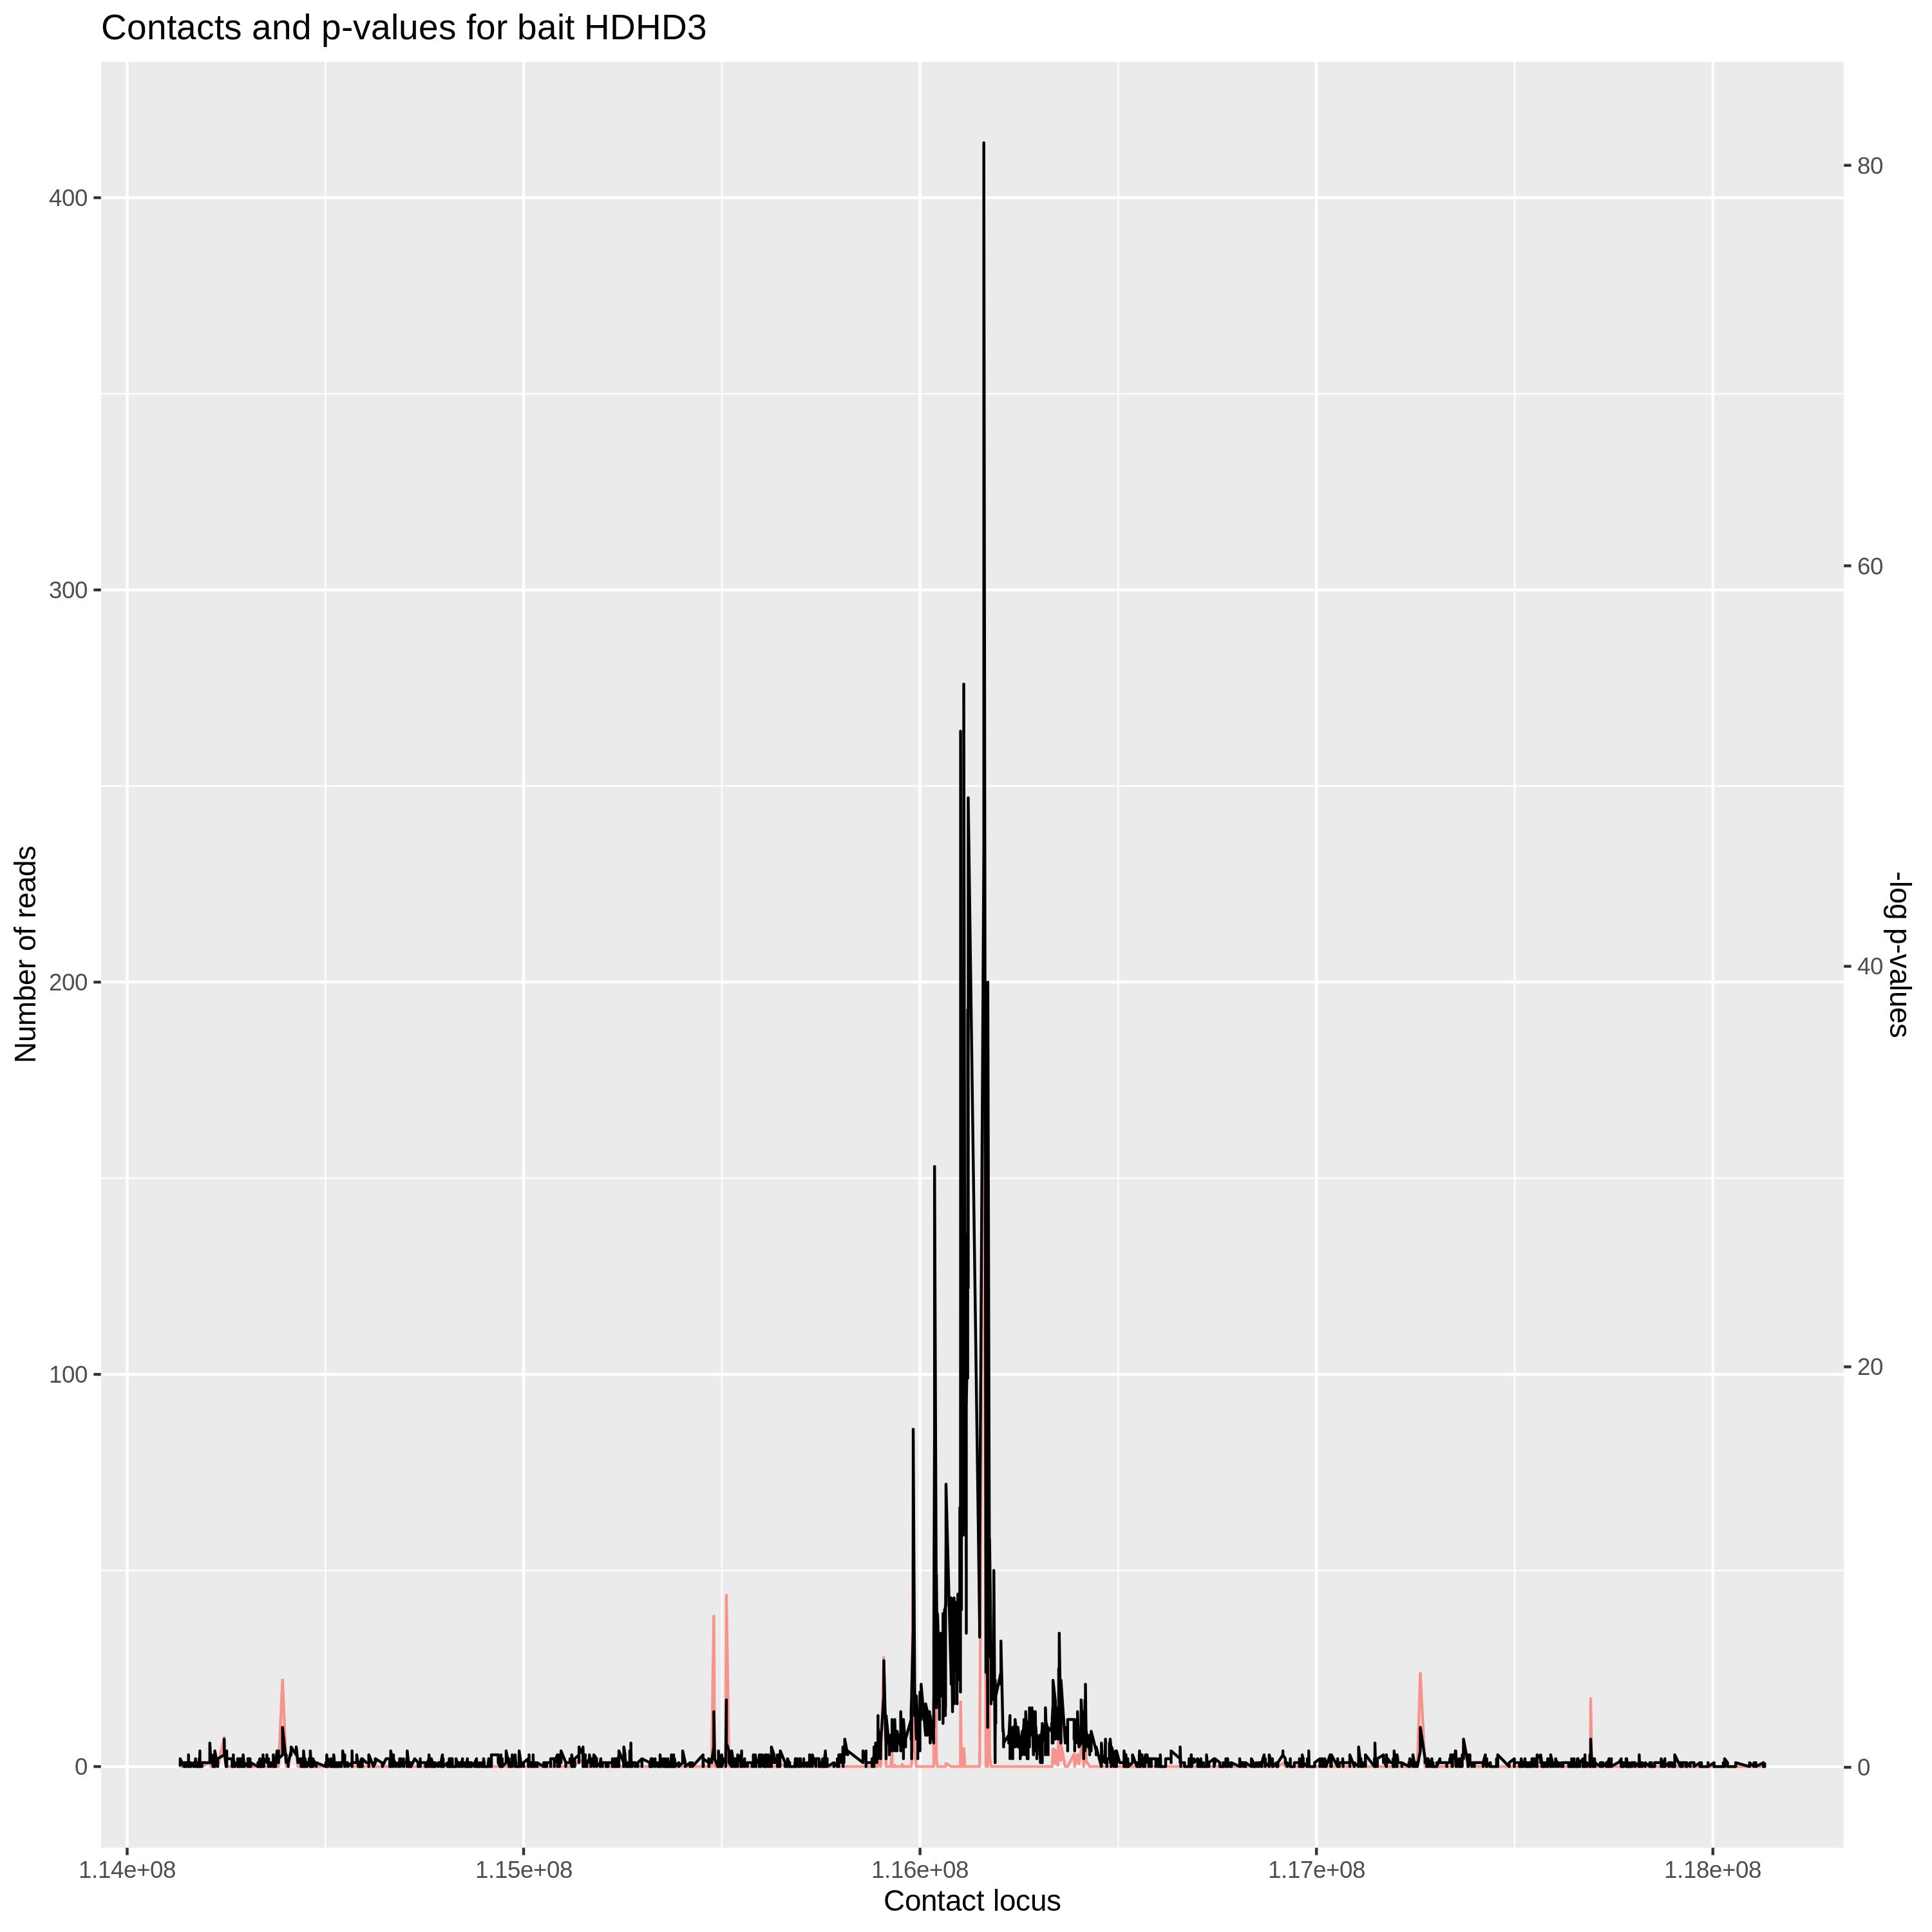 Contacts and p-values for bait HDHD3
400
300
200
100
0
Number of reads
80
60
40
20
0
-log p-values
1.14e+08
1.15e+08
1.16e+08
1.17e+08
1.18e+08
Contact locus